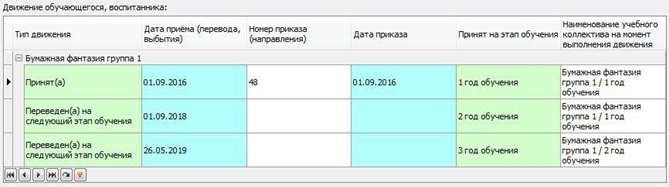 Движение обучающегося, воспитанника:
Тип движения
Дата приёма (перевода,
выбытия)
Номер приказа
(направления)
Дата приказа
Принят на этап обучения
Наименование учебного
коллектива на момент
выполнения движения
Бумажная фантазия группа 1
Принят(а)
01.09.2016
48
01.09.2016
1 год обучения
Бумажная фантазия
группа 1 / 1 год
обучения
Переведен(а) на
следующий этап обучения
01.09.2018
2 год обучения
Бумажная фантазия
группа 1 / 1 год
обучения
Переведен(а) на
следующий этап обучения
26.05.2019
3 год обучения
Бумажная фантазия
группа 1 / 2 год
обучения